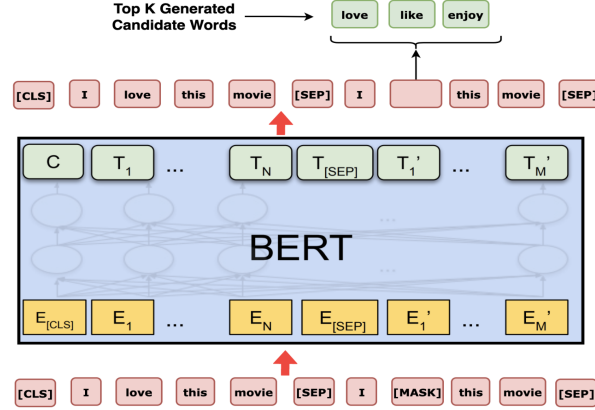 Top K Generated
Candidate Words
love like enjoy
[CLS] I love this movie [SEP] I this movie [SEP]
C T1 ... TN T[SEP] T1' ... TM'
...
BERT
...
E[CLS] E1 ... EN E[SEP] E1' ... EM'
[CLS] I love this movie [SEP] I [MASK] this movie [SEP]